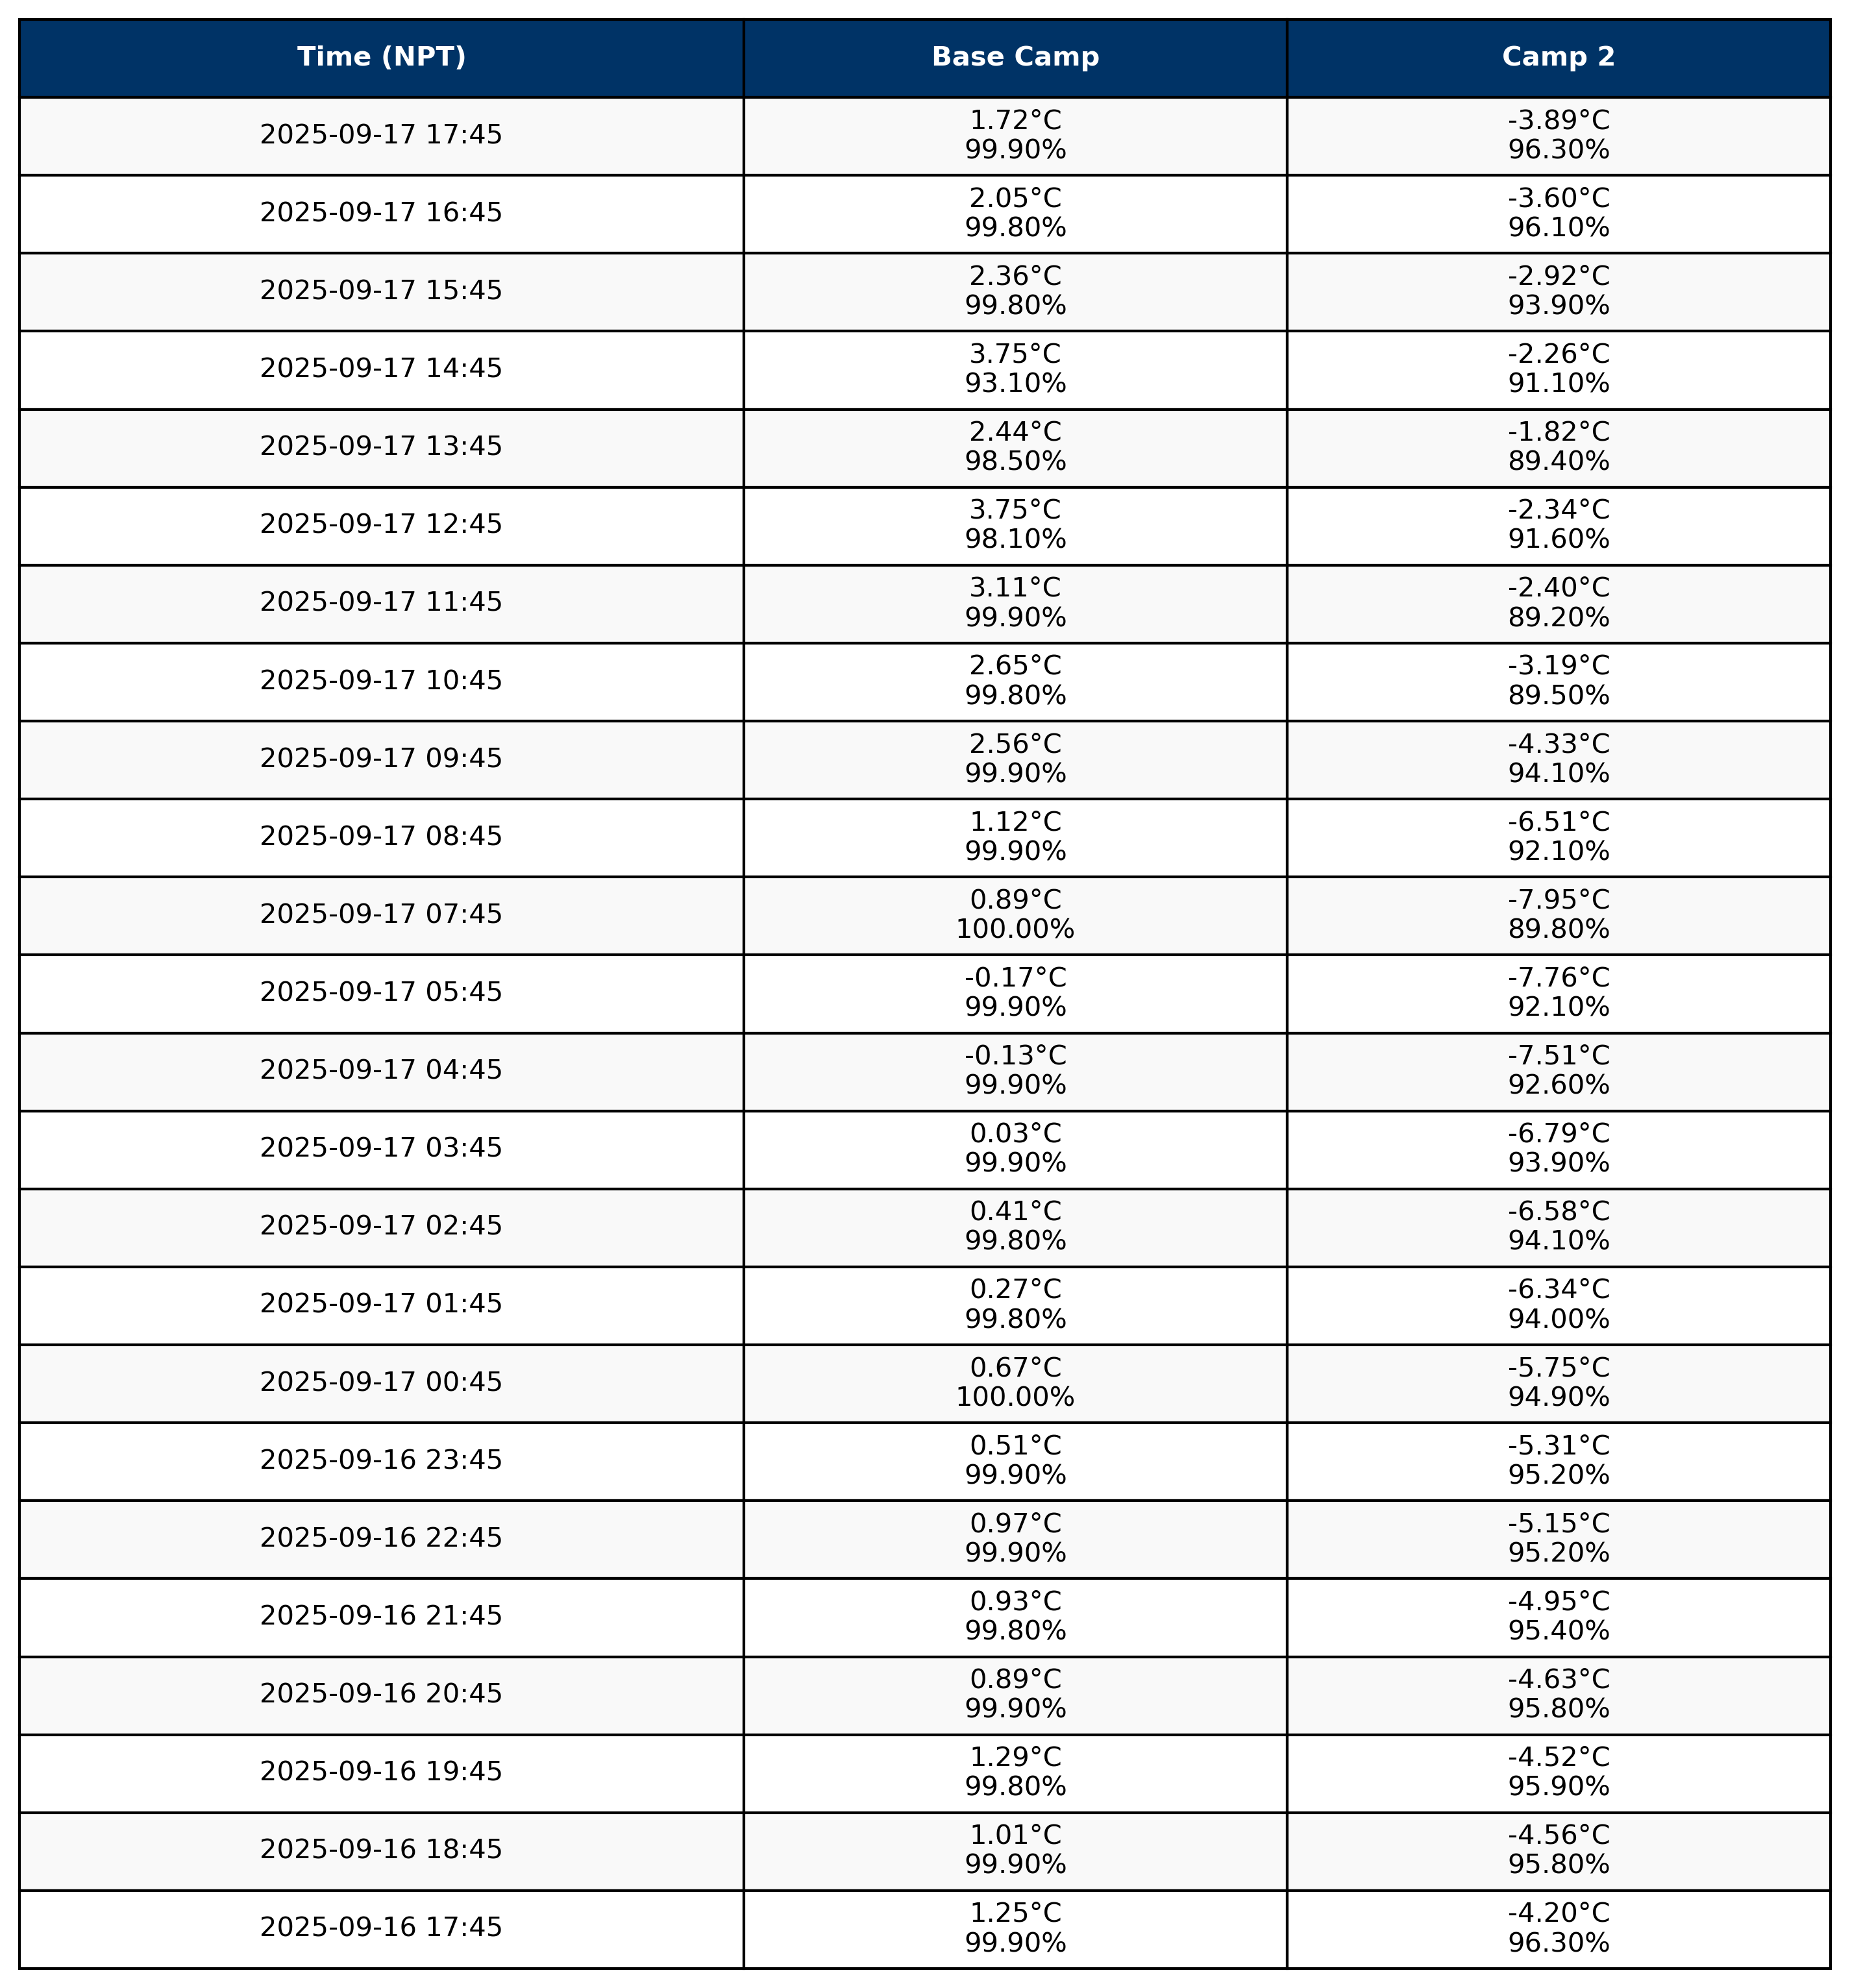 Time (NPT) Base Camp Camp 2
2025-09-17 17:45 1.72°C -3.89°C
99.90% 96.30%
2025-09-17 16:45 2.05°C -3.60°C
99.80% 96.10%
2025-09-17 15:45 2.36°C -2.92°C
99.80% 93.90%
2025-09-17 14:45 3.75°C -2.26°C
93.10% 91.10%
2025-09-17 13:45 2.44°C -1.82°C
98.50% 89.40%
2025-09-17 12:45 3.75°C -2.34°C
98.10% 91.60%
2025-09-17 11:45 3.11°C -2.40°C
99.90% 89.20%
2025-09-17 10:45 2.65°C -3.19°C
99.80% 89.50%
2025-09-17 09:45 2.56°C -4.33°C
99.90% 94.10%
2025-09-17 08:45 1.12°C -6.51°C
99.90% 92.10%
2025-09-17 07:45 0.89°C -7.95°C
100.00% 89.80%
2025-09-17 05:45 -0.17°C -7.76°C
99.90% 92.10%
2025-09-17 04:45 -0.13°C -7.51°C
99.90% 92.60%
2025-09-17 03:45 0.03°C -6.79°C
99.90% 93.90%
2025-09-17 02:45 0.41°C -6.58°C
99.80% 94.10%
2025-09-17 01:45 0.27°C -6.34°C
99.80% 94.00%
2025-09-17 00:45 0.67°C -5.75°C
100.00% 94.90%
2025-09-16 23:45 0.51°C -5.31°C
99.90% 95.20%
2025-09-16 22:45 0.97°C -5.15°C
99.90% 95.20%
2025-09-16 21:45 0.93°C -4.95°C
99.80% 95.40%
2025-09-16 20:45 0.89°C -4.63°C
99.90% 95.80%
2025-09-16 19:45 1.29°C -4.52°C
99.80% 95.90%
2025-09-16 18:45 1.01°C -4.56°C
99.90% 95.80%
2025-09-16 17:45 1.25°C -4.20°C
99.90% 96.30%